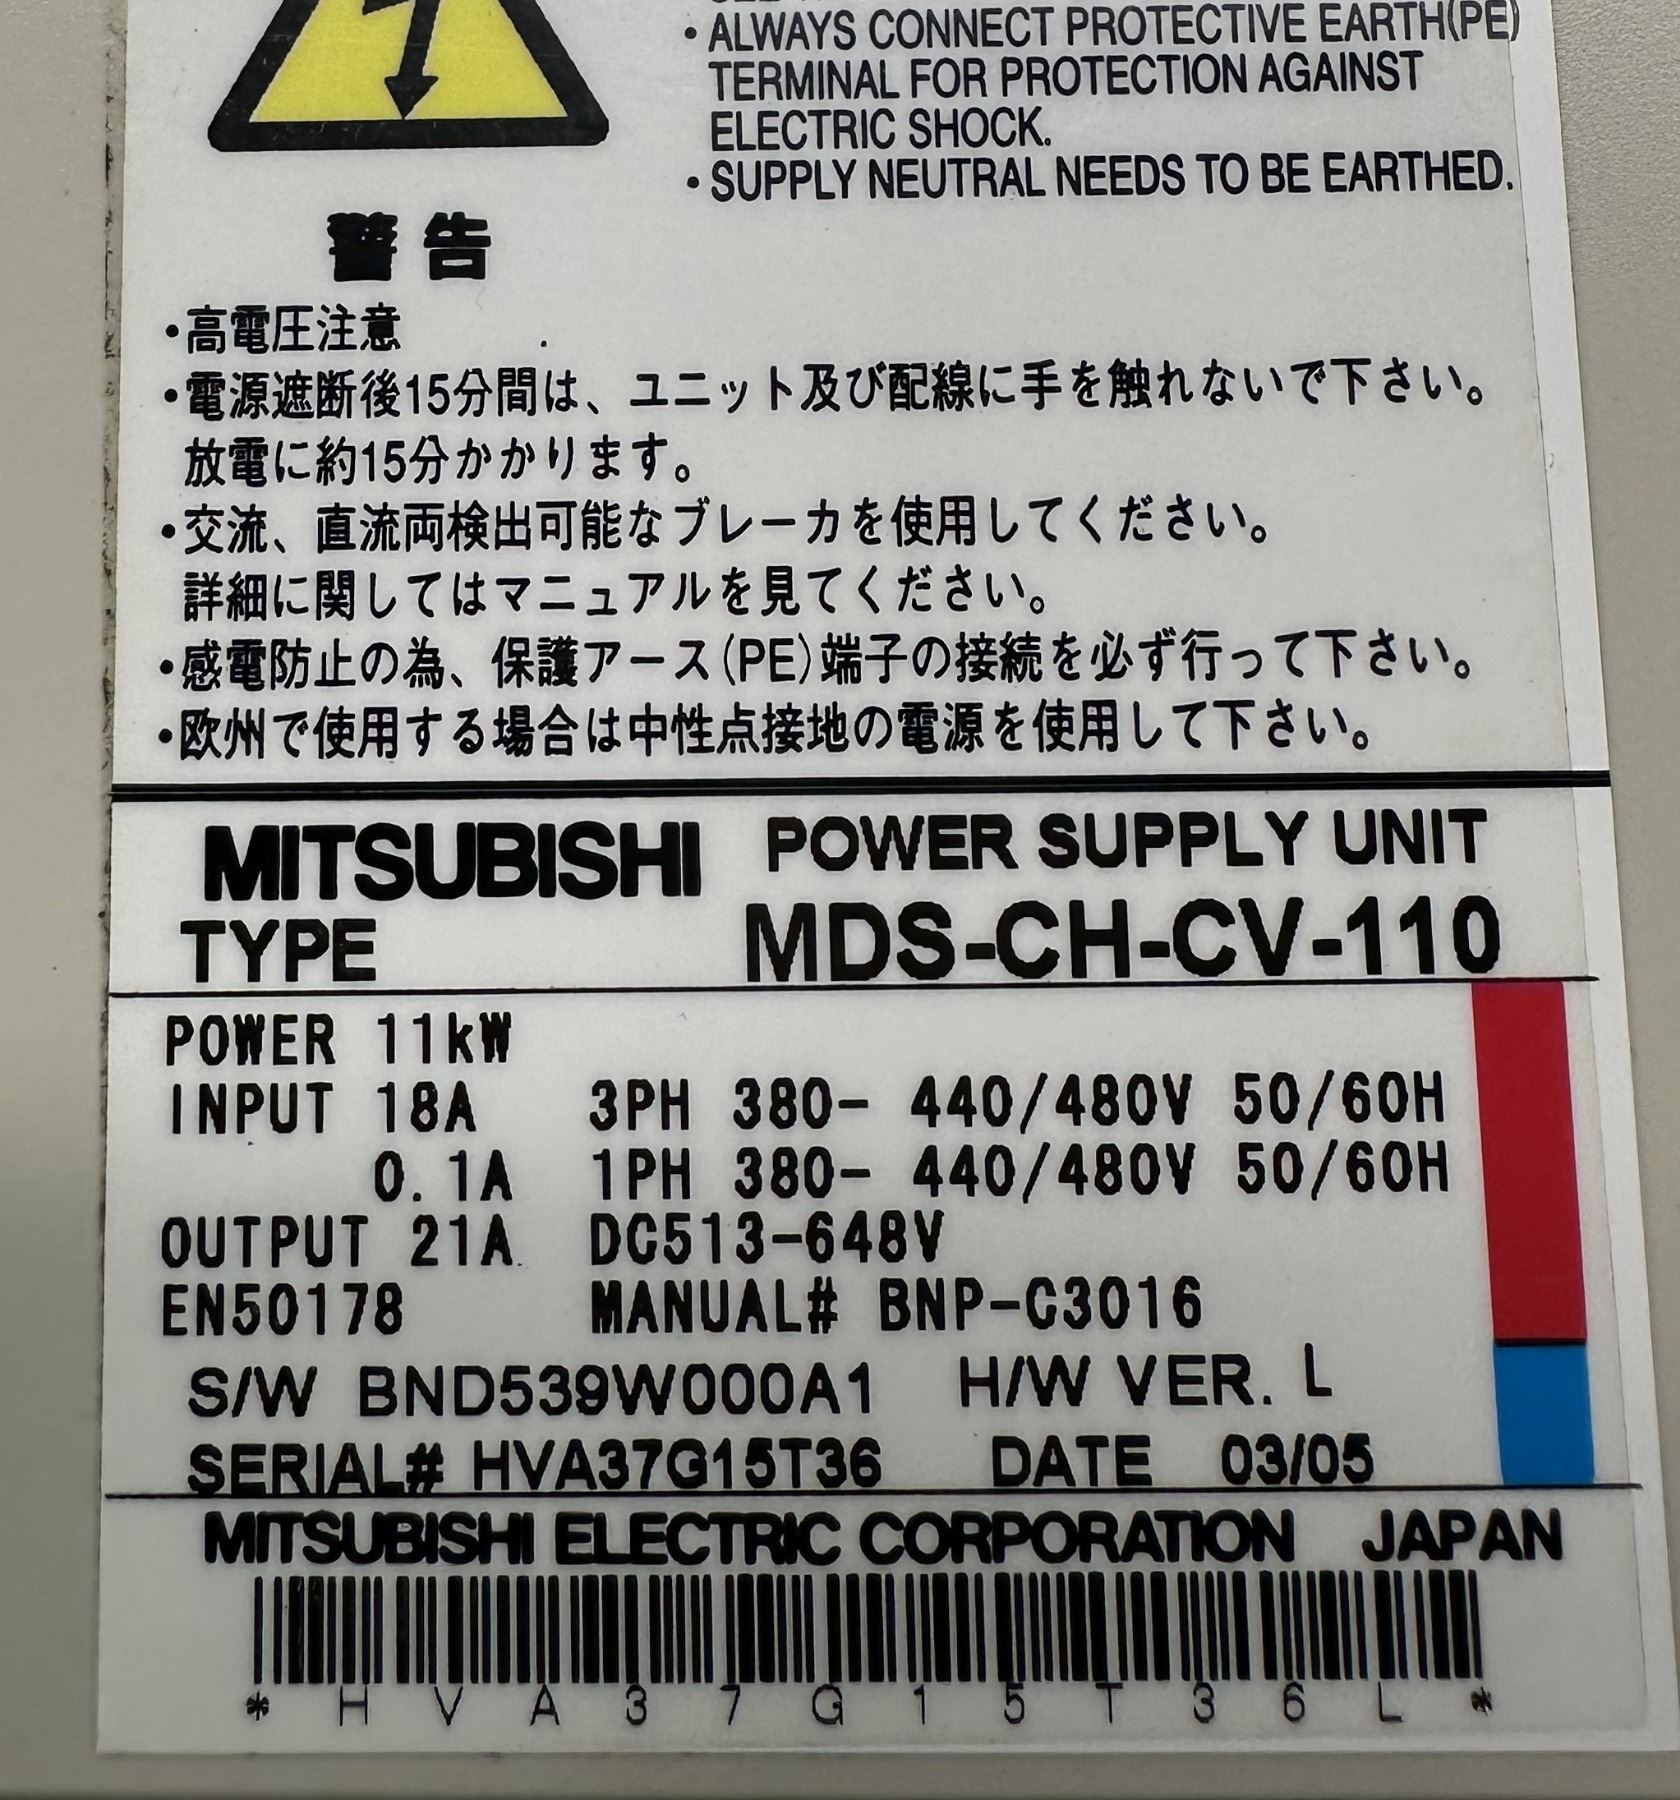 • ALWAYS CONNECT PROTECTIVE EARTH(PE)
TERMINAL FOR PROTECTION AGAINST
ELECTRIC SHOCK.
• SUPPLY NEUTRAL NEEDS TO BE EARTHED.
警告
・高電圧注意
・電源遮断後15分間は、ユニット及び配線に手を触れないで下さい。
放電に約15分かかります。
・交流、直流両検出可能なブレーカを使用してください。
詳細に関してはマニュアルを見てください。
・感電防止の為、保護アース(PE)端子の接続を必ず行って下さい。
・欧州で使用する場合は中性点接地の電源を使用して下さい。
MITSUBISHI POWER SUPPLY UNIT
TYPE MDS-CH-CV-110
POWER 11kW
INPUT 18A 3PH 380- 440/480V 50/60H
0.1A 1PH 380- 440/480V 50/60H
OUTPUT 21A DC513-648V
EN50178 MANUAL# BNP-C3016
S/W BND539W000A1 H/W VER. L
SERIAL# HVA37G15T36 DATE 03/05
MITSUBISHI ELECTRIC CORPORATION JAPAN
* H V A 3 7 G 1 5 T 3 6 L *